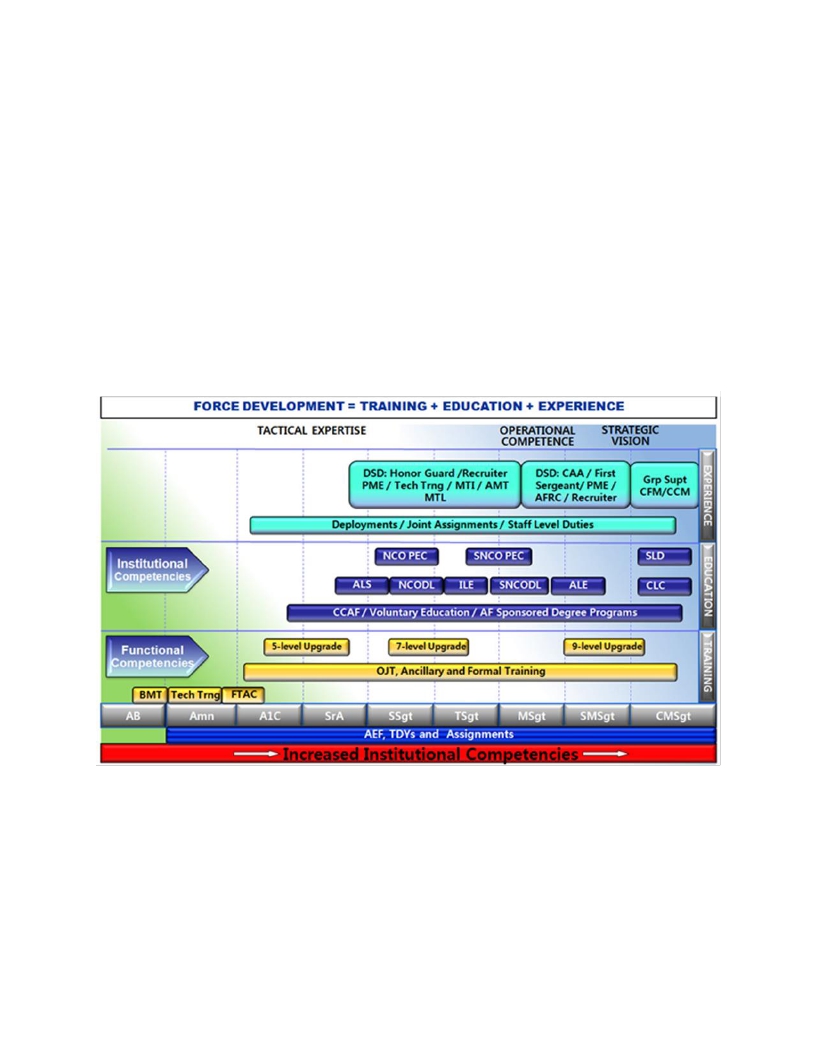 FORCE DEVELOPMENT = TRAINING + EDUCATION + EXPERIENCE
TACTICAL EXPERTISE
OPERATIONAL
COMPETENCE
STRATEGIC
VISION
DSD: Honor Guard /Recruiter
PME / Tech Trng / MTI / AMT
MTL
DSD: CAA / First
Sergeant/ PME /
AFRC / Recruiter
Grp Supt
CFM/CCM
EXPERIENCE
Deployments / Joint Assignments / Staff Level Duties
Institutional
Competencies
NCO PEC
SNCO PEC
SLD
EDUCATION
ALS
NCODL
ILE
SNCODL
ALE
CLC
CCAF / Voluntary Education / AF Sponsored Degree Programs
Functional
Competencies
5-level Upgrade
7-level Upgrade
9-level Upgrade
TRAINING
OJT, Ancillary and Formal Training
BMT
Tech Trng
FTAC
AB
Amn
A1C
SrA
SSgt
TSgt
MSgt
SMSgt
CMSgt
AEF, TDYs and Assignments
Increased Institutional Competencies